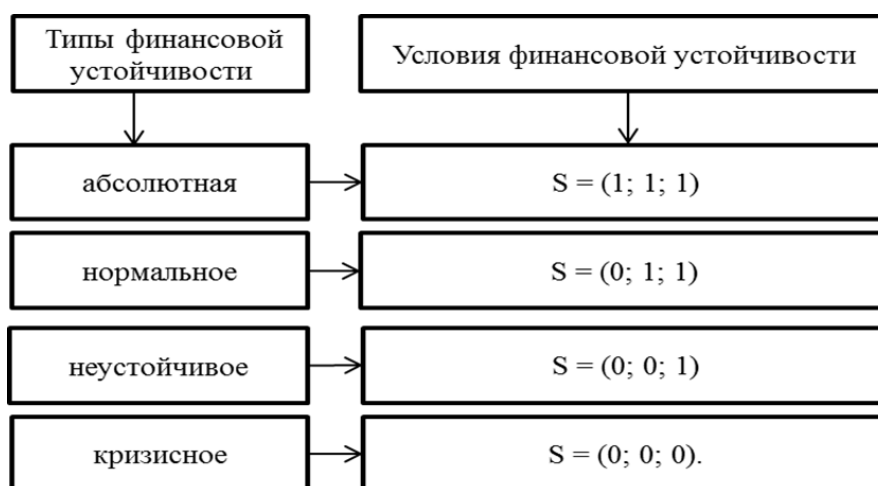 Типы финансовой
устойчивости
Условия финансовой устойчивости
абсолютная
S = (1; 1; 1)
нормальное
S = (0; 1; 1)
неустойчивое
S = (0; 0; 1)
кризисное
S = (0; 0; 0).